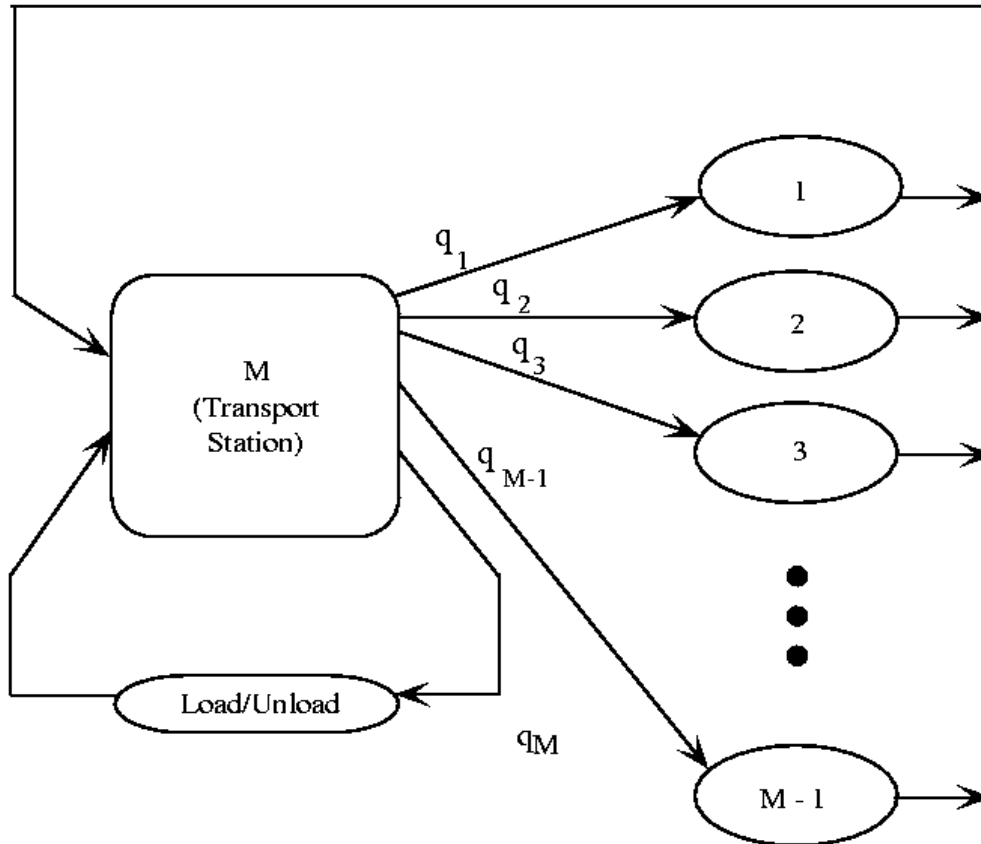 1
q1
q2
2
q3
M
(Transport
Station)
3
qM-1
Load/Unload
qM
M - 1